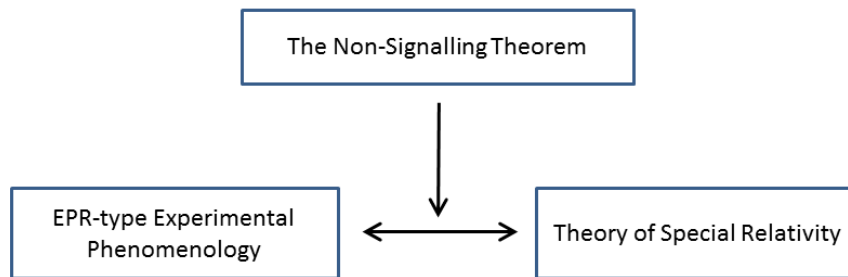 The Non-Signalling Theorem
EPR-type Experimental
Phenomenology
Theory of Special Relativity